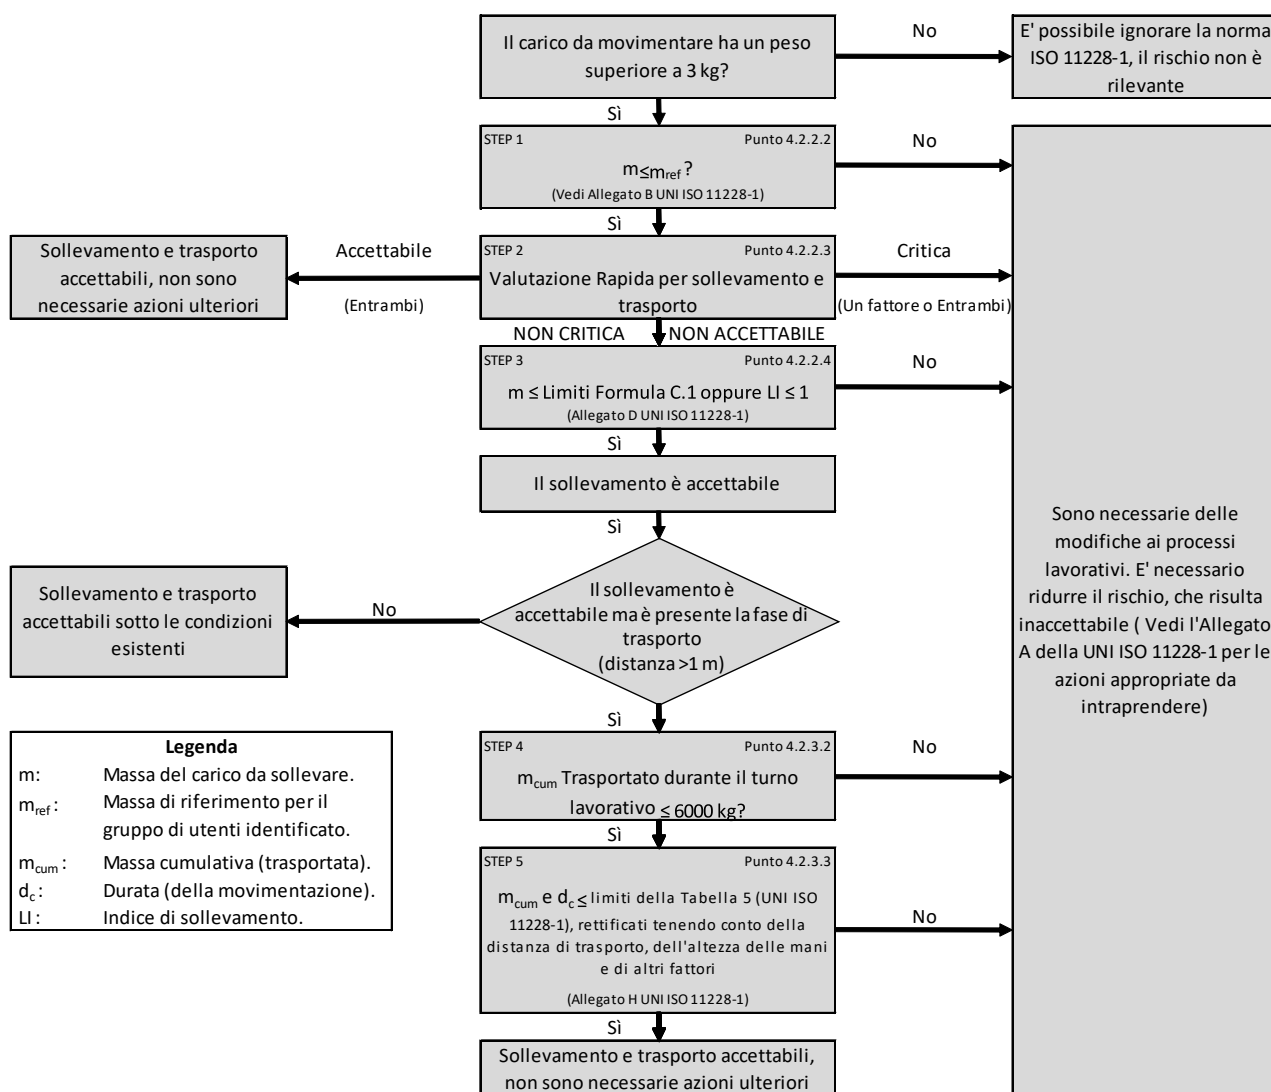 Il carico da movimentare ha un peso
superiore a 3 kg?
No
E' possibile ignorare la norma
ISO 11228-1, il rischio non è
rilevante
Sì
STEP 1 Punto 4.2.2.2
m≤mref ?
(Vedi Allegato B UNI ISO 11228-1)
No
Sì
Sollevamento e trasporto
accettabili, non sono
necessarie azioni ulteriori
Accettabile
(Entrambi)
STEP 2 Punto 4.2.2.3
Valutazione Rapida per sollevamento e
trasporto
Critica
(Un fattore o Entrambi)
NON CRITICA NON ACCETTABILE
STEP 3 Punto 4.2.2.4
m ≤ Limiti Formula C.1 oppure LI ≤ 1
(Allegato D UNI ISO 11228-1)
No
Sì
Il sollevamento è accettabile
Sì
Il sollevamento è
accettabile ma è presente la fase di
trasporto
(distanza >1 m)
No
Sollevamento e trasporto
accettabili sotto le condizioni
esistenti
Sono necessarie delle
modifiche ai processi
lavorativi. E' necessario
ridurre il rischio, che risulta
inaccettabile ( Vedi l'Allegato
A della UNI ISO 11228-1 per le
azioni appropriate da
intraprendere)
Sì
STEP 4 Punto 4.2.3.2
mcum Trasportato durante il turno
lavorativo ≤ 6000 kg?
No
Sì
STEP 5 Punto 4.2.3.3
mcum e dc ≤ limiti della Tabella 5 (UNI ISO
11228-1), rettificati tenendo conto della
distanza di trasporto, dell'altezza delle mani
e di altri fattori
(Allegato H UNI ISO 11228-1)
No
Sì
Sollevamento e trasporto accettabili,
non sono necessarie azioni ulteriori
Legenda
m: Massa del carico da sollevare.
mref : Massa di riferimento per il
gruppo di utenti identificato.
mcum : Massa cumulativa (trasportata).
dc : Durata (della movimentazione).
LI : Indice di sollevamento.